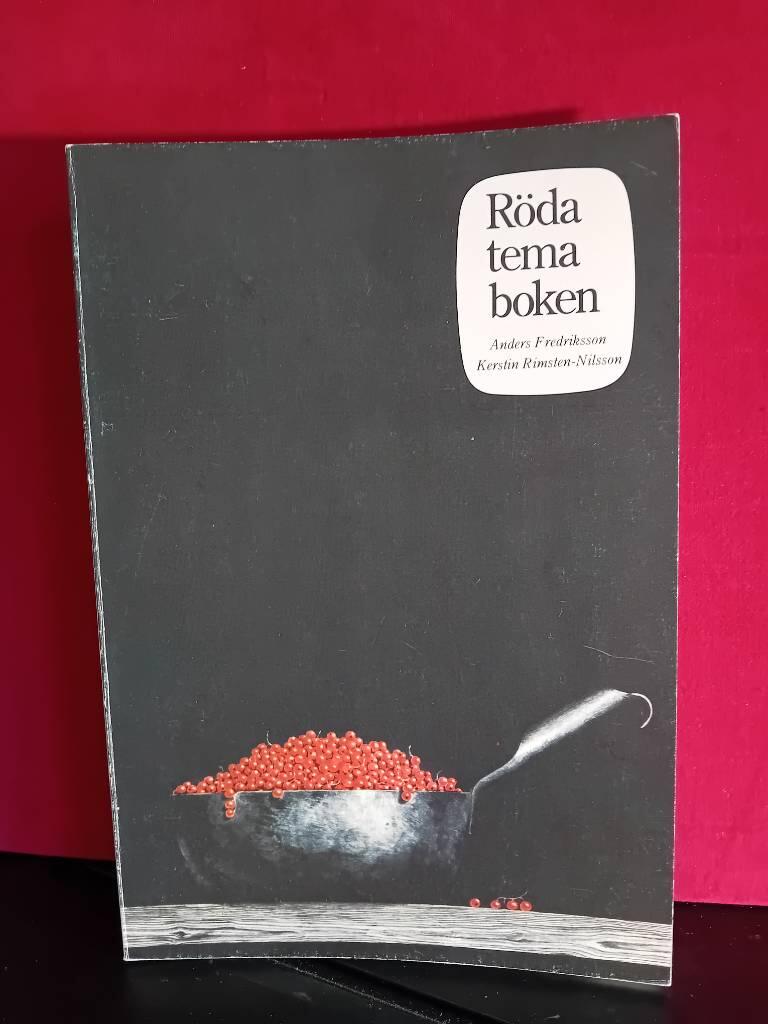 Röda
tema
boken
Anders Fredriksson
Kerstin Rimsten-Nilsson